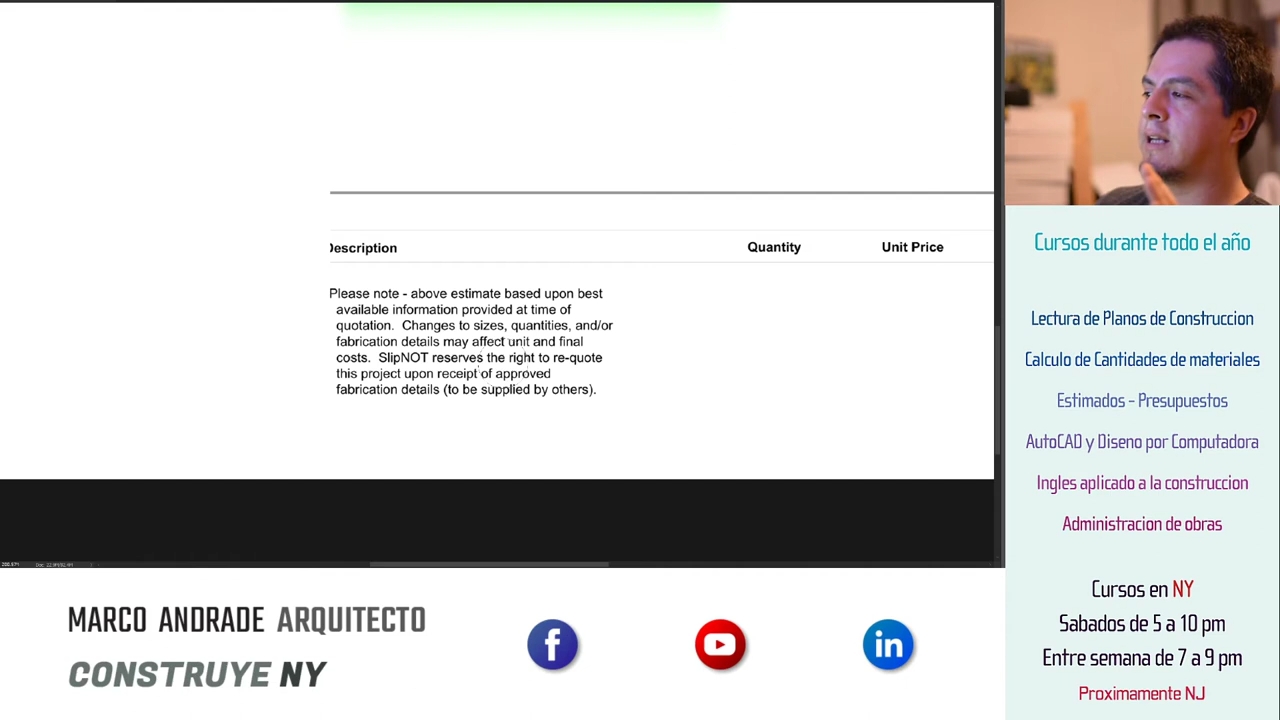 Description Quantity Unit Price
Please note - above estimate based upon best
available information provided at time of
quotation. Changes to sizes, quantities, and/or
fabrication details may affect unit and final
costs. SlipNOT reserves the right to re-quote
this project upon receipt of approved
fabrication details (to be supplied by others).
MARCO ANDRADE ARQUITECTO
CONSTRUYE NY
f
in
Cursos durante todo el año
Lectura de Planos de Construccion
Calculo de Cantidades de materiales
Estimados - Presupuestos
AutoCAD y Diseno por Computadora
Ingles aplicado a la construccion
Administracion de obras
Cursos en NY
Sabados de 5 a 10 pm
Entre semana de 7 a 9 pm
Proximamente NJ